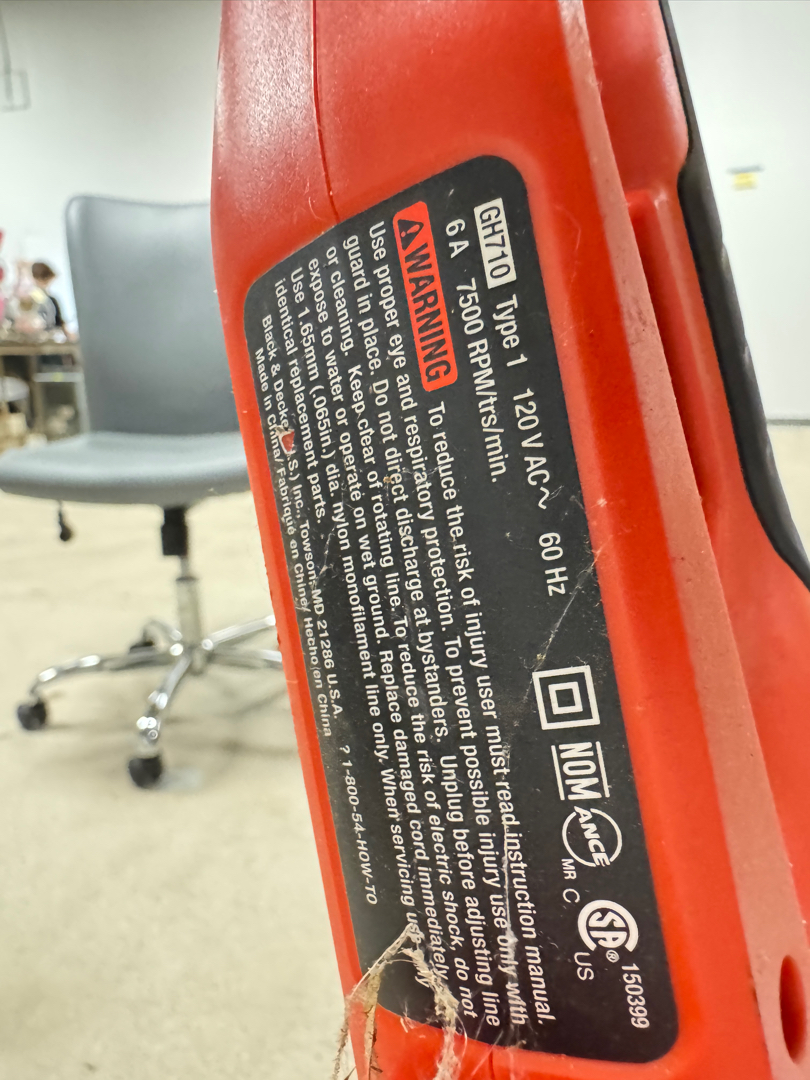 GH710 Type 1 120 V AC~ 60 Hz
6 A 7500 RPM/trs/min.
NOM
ANCE
MR
C
SA®
US
150399
⚠WARNING To reduce the risk of injury user must read instruction manual.
Use proper eye and respiratory protection. To prevent possible injury use only with
guard in place. Do not direct discharge at bystanders. Unplug before adjusting line
or cleaning. Keep clear of rotating line. To reduce the risk of electric shock, do not
expose to water or operate on wet ground. Replace damaged cord immediately.
Use 1.65mm (.065in.) dia. nylon monofilament line only. When servicing use
identical replacement parts.
Black & Decker (U.S.) Inc., Towson, MD 21286 U.S.A. ? 1-800-54-HOW-TO
Made in China/ Fabriqué en Chine/ Hecho en China